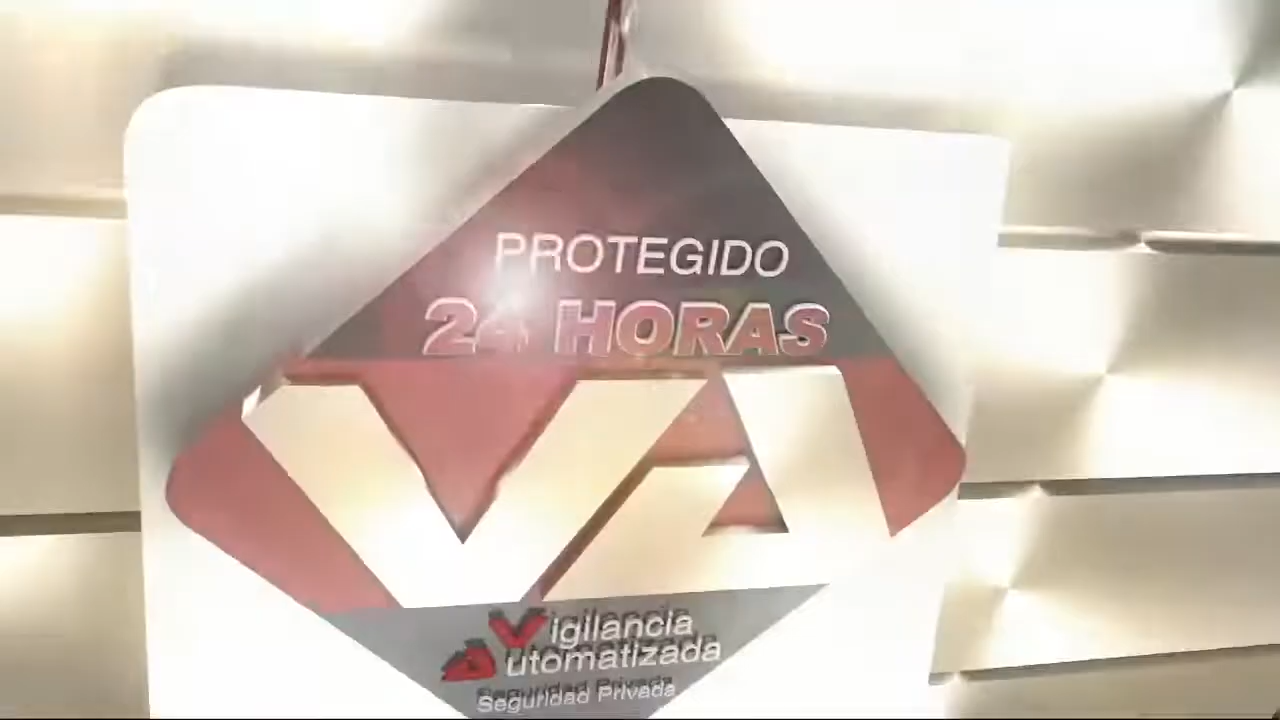 PROTEGIDO
24 HORAS
VA
Vigilancia
Automatizada
Seguridad Privada